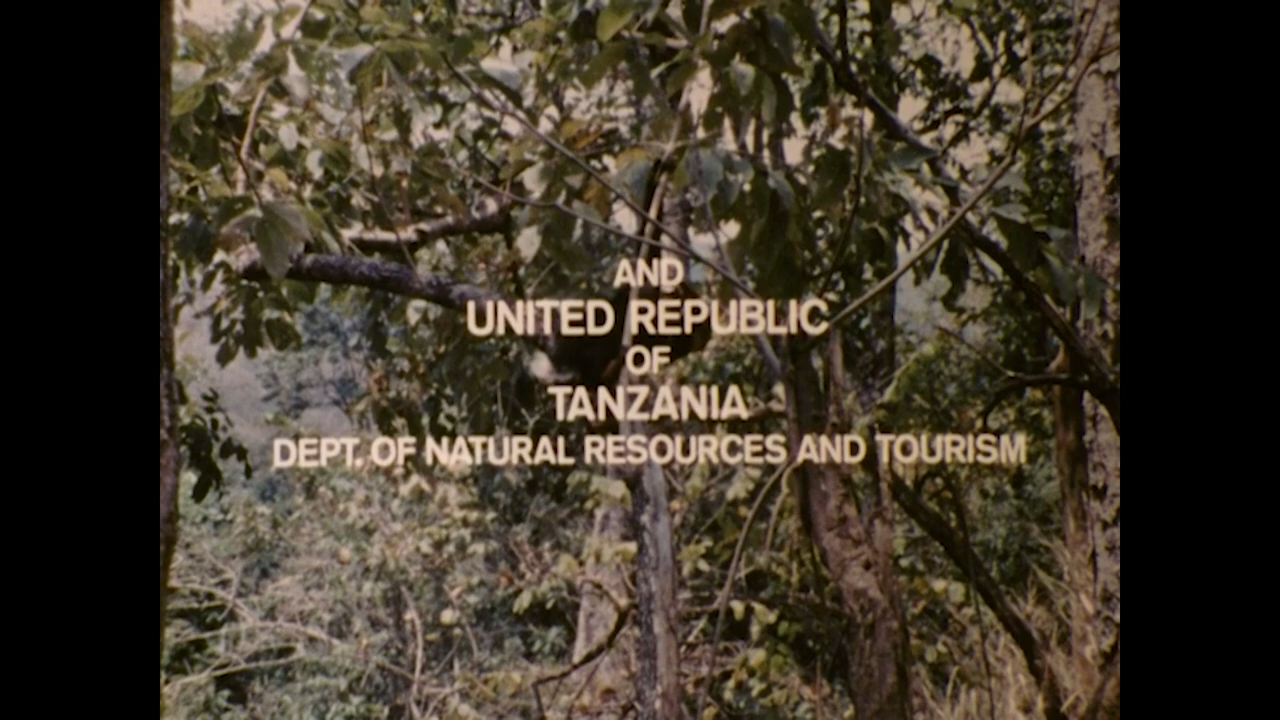 AND
UNITED REPUBLIC
OF
TANZANIA
DEPT. OF NATURAL RESOURCES AND TOURISM